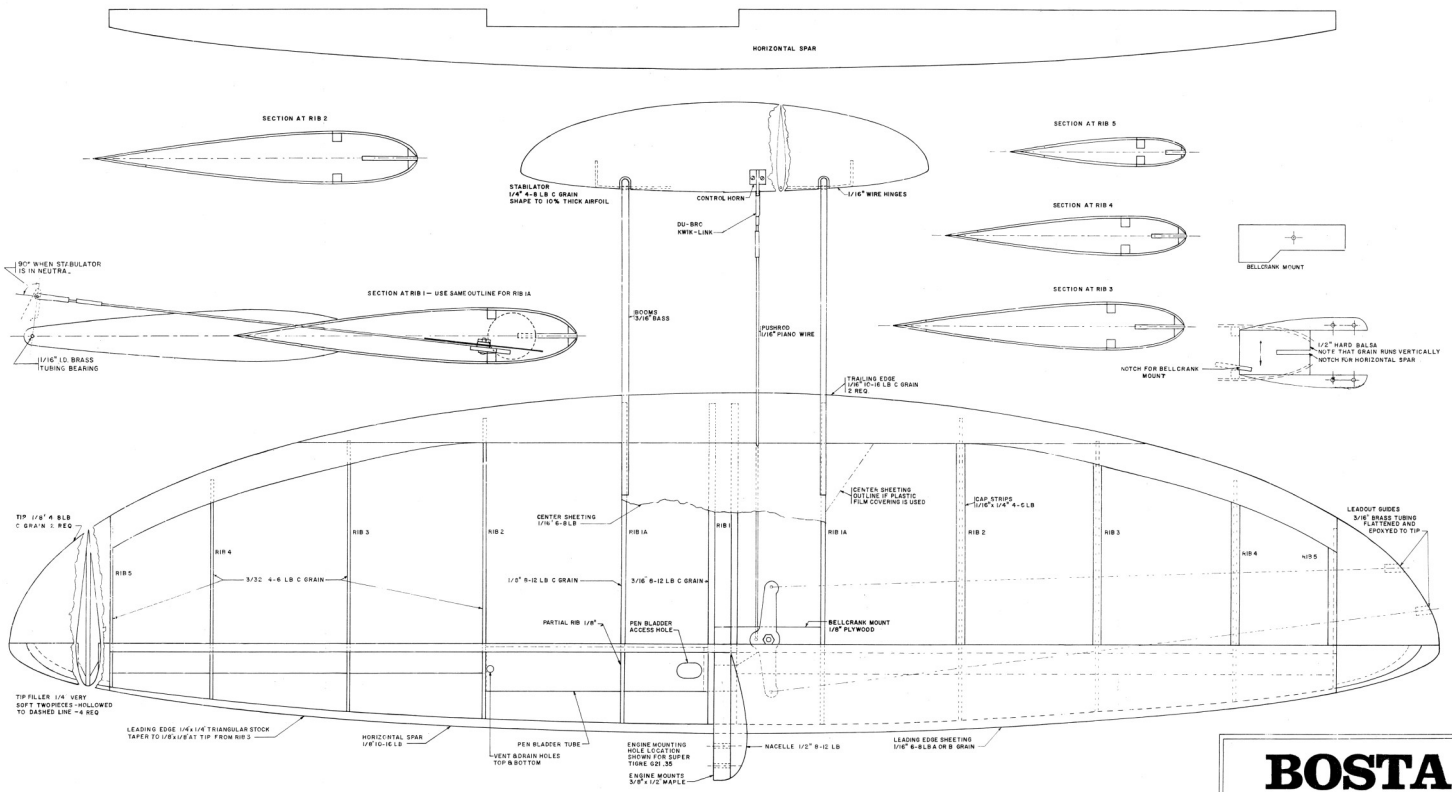 HORIZONTAL SPAR
SECTION AT RIB 2
SECTION AT RIB 5
STABILATOR
1/4" 4-8 LB C GRAIN
SHAPE TO 10% THICK AIRFOIL
CONTROL HORN
1/16" WIRE HINGES
DU-BRO
KWIK-LINK
SECTION AT RIB 4
BELLCRANK MOUNT
90° WHEN STABULATOR
IS IN NEUTRAL
SECTION AT RIB 1 — USE SAME OUTLINE FOR RIB 1A
SECTION AT RIB 3
BOOMS
3/16" BASS
PUSHROD
1/16" PIANO WIRE
1/16" I.D. BRASS
TUBING BEARING
1/2" HARD BALSA
NOTE THAT GRAIN RUNS VERTICALLY
NOTCH FOR HORIZONTAL SPAR
NOTCH FOR BELLCRANK
MOUNT
TRAILING EDGE
1/16" 10-16 LB C GRAIN
2 REQ.
CENTER SHEETING
OUTLINE IF PLASTIC
FILM COVERING IS USED
CAP STRIPS
1/16" x 1/4" 4-6 LB
CENTER SHEETING
1/16" 6-8 LB
TIP 1/8" 4-8 LB
C GRAIN 2 REQ
LEADOUT GUIDES
3/16" BRASS TUBING
FLATTENED AND
EPOXYED TO TIP
RIB 5
RIB 4
RIB 3
RIB 2
RIB 1A
RIB 1
RIB 1A
RIB 2
RIB 3
RIB 4
RIB 5
3/32 4-6 LB C GRAIN
1/8" 8-12 LB C GRAIN
3/16" 8-12 LB C GRAIN
PARTIAL RIB 1/8"
PEN BLADDER
ACCESS HOLE
BELLCRANK MOUNT
1/8" PLYWOOD
TIP FILLER 1/4" VERY
SOFT TWO PIECES - HOLLOWED
TO DASHED LINE - 4 REQ
LEADING EDGE 1/4 x 1/4 TRIANGULAR STOCK
TAPER TO 1/8 x 1/8 AT TIP FROM RIB 5
HORIZONTAL SPAR
1/8" 10-16 LB
VENT & DRAIN HOLES
TOP & BOTTOM
PEN BLADDER TUBE
ENGINE MOUNTING
HOLE LOCATION
SHOWN FOR SUPER
TIGRE G21 .35
ENGINE MOUNTS
3/8" x 1/2" MAPLE
NACELLE 1/2" 8-12 LB
LEADING EDGE SHEETING
1/16" 6-8 LB A OR B GRAIN
BOSTA